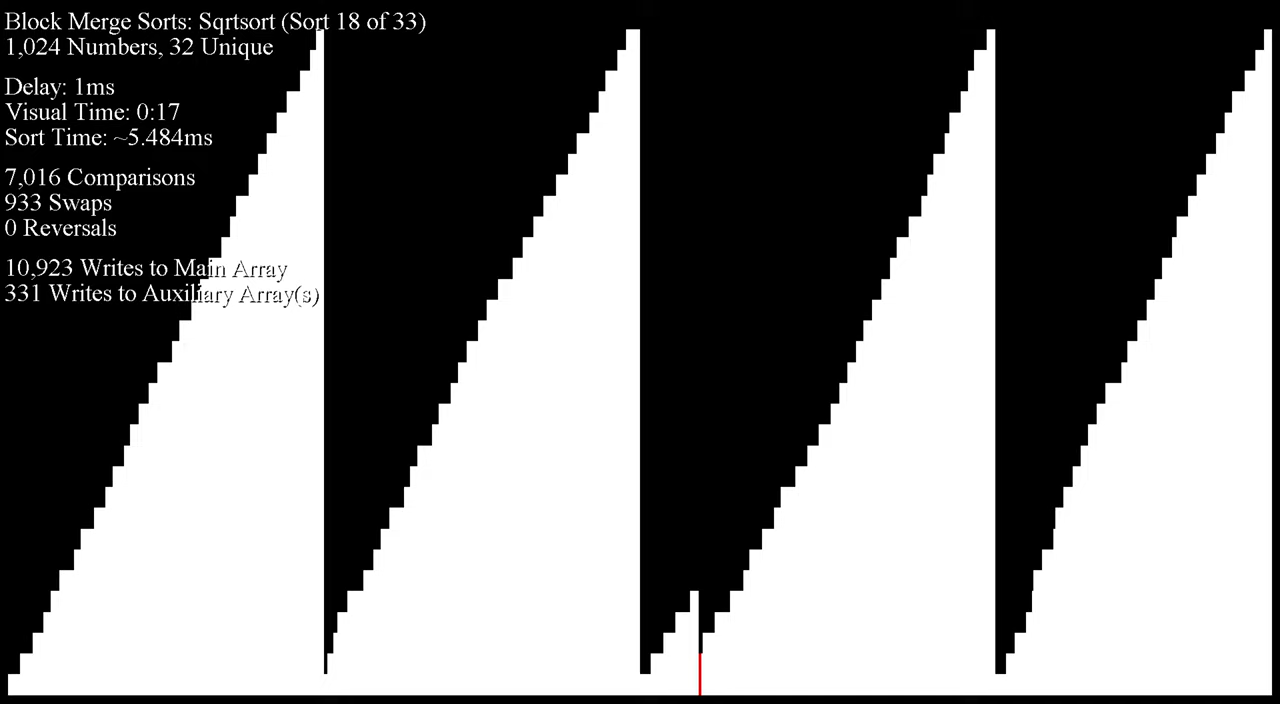 Block Merge Sorts: Sqrtsort (Sort 18 of 33)
1,024 Numbers, 32 Unique
Delay: 1ms
Visual Time: 0:17
Sort Time: ~5.484ms
7,016 Comparisons
933 Swaps
0 Reversals
10,923 Writes to Main Array
331 Writes to Auxiliary Array(s)